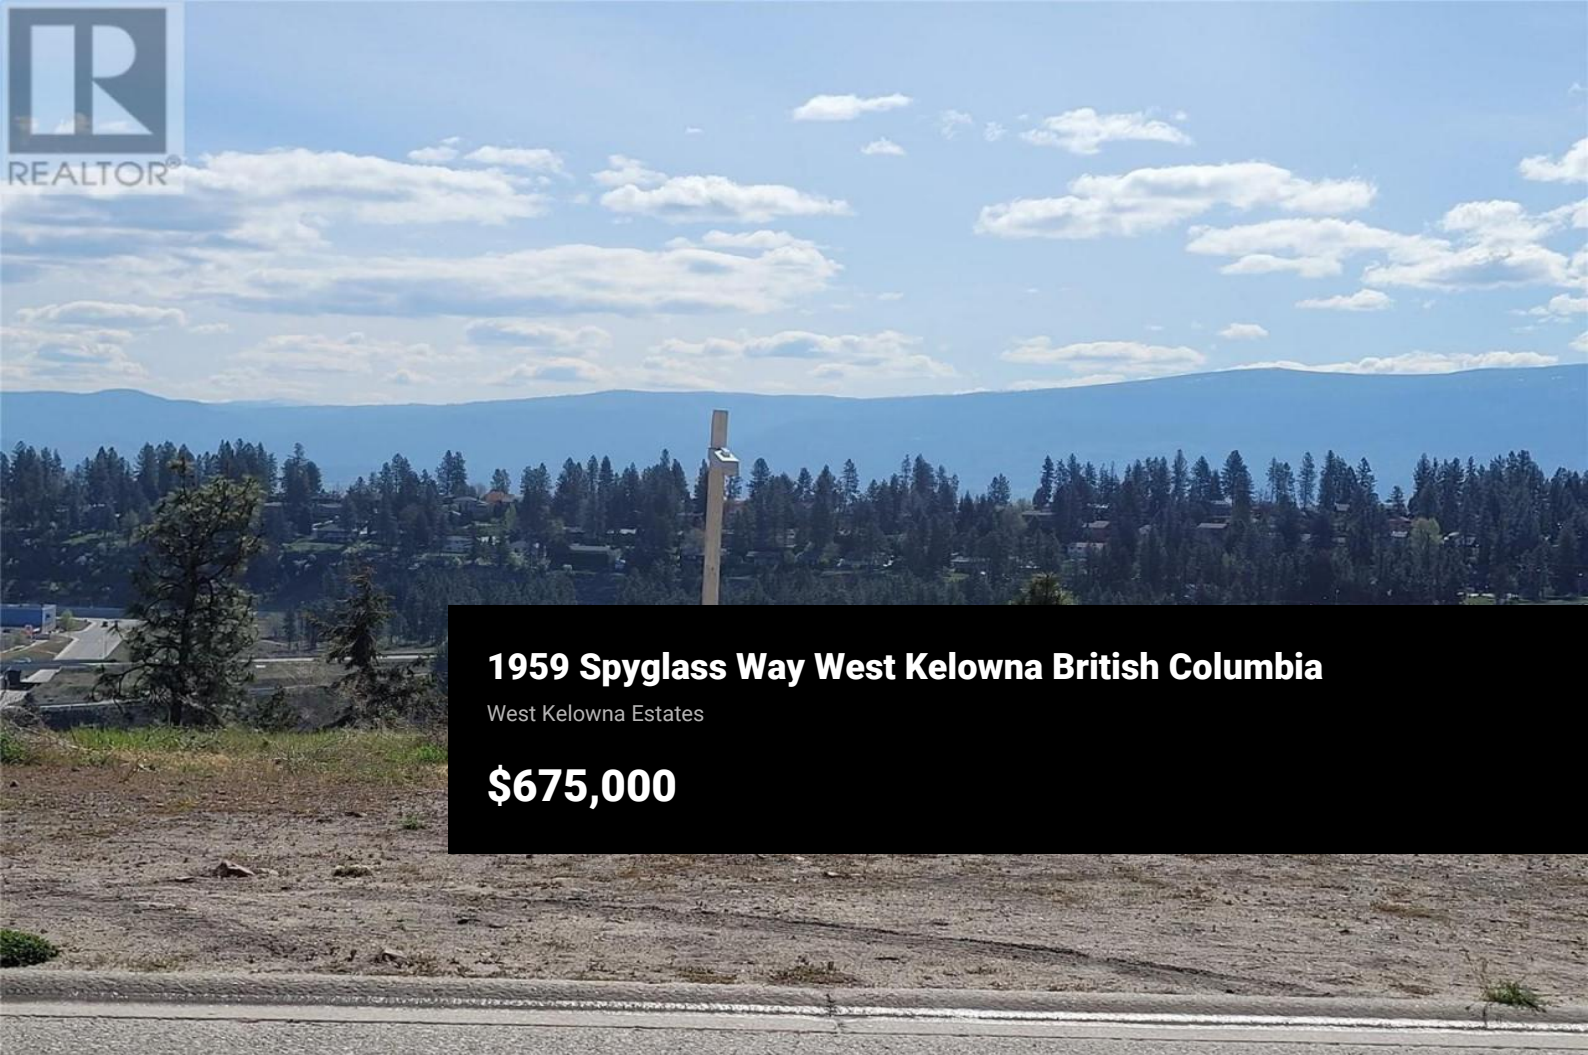 REALTOR®
1959 Spyglass Way West Kelowna British Columbia
West Kelowna Estates
$675,000